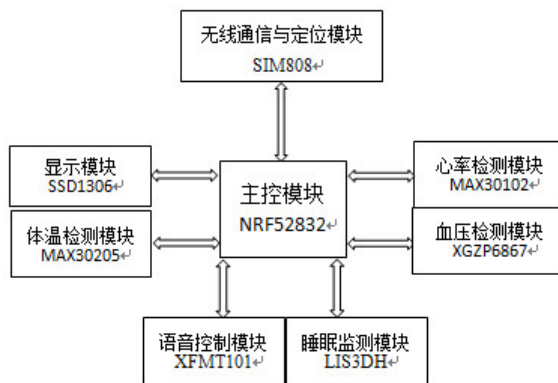 无线通信与定位模块
SIM808↵
显示模块
SSD1306↵
心率检测模块
MAX30102↵
主控模块
NRF52832↵
体温检测模块
MAX30205↵
血压检测模块
XGZP6867↵
语音控制模块
XFMT101↵
睡眠监测模块
LIS3DH↵